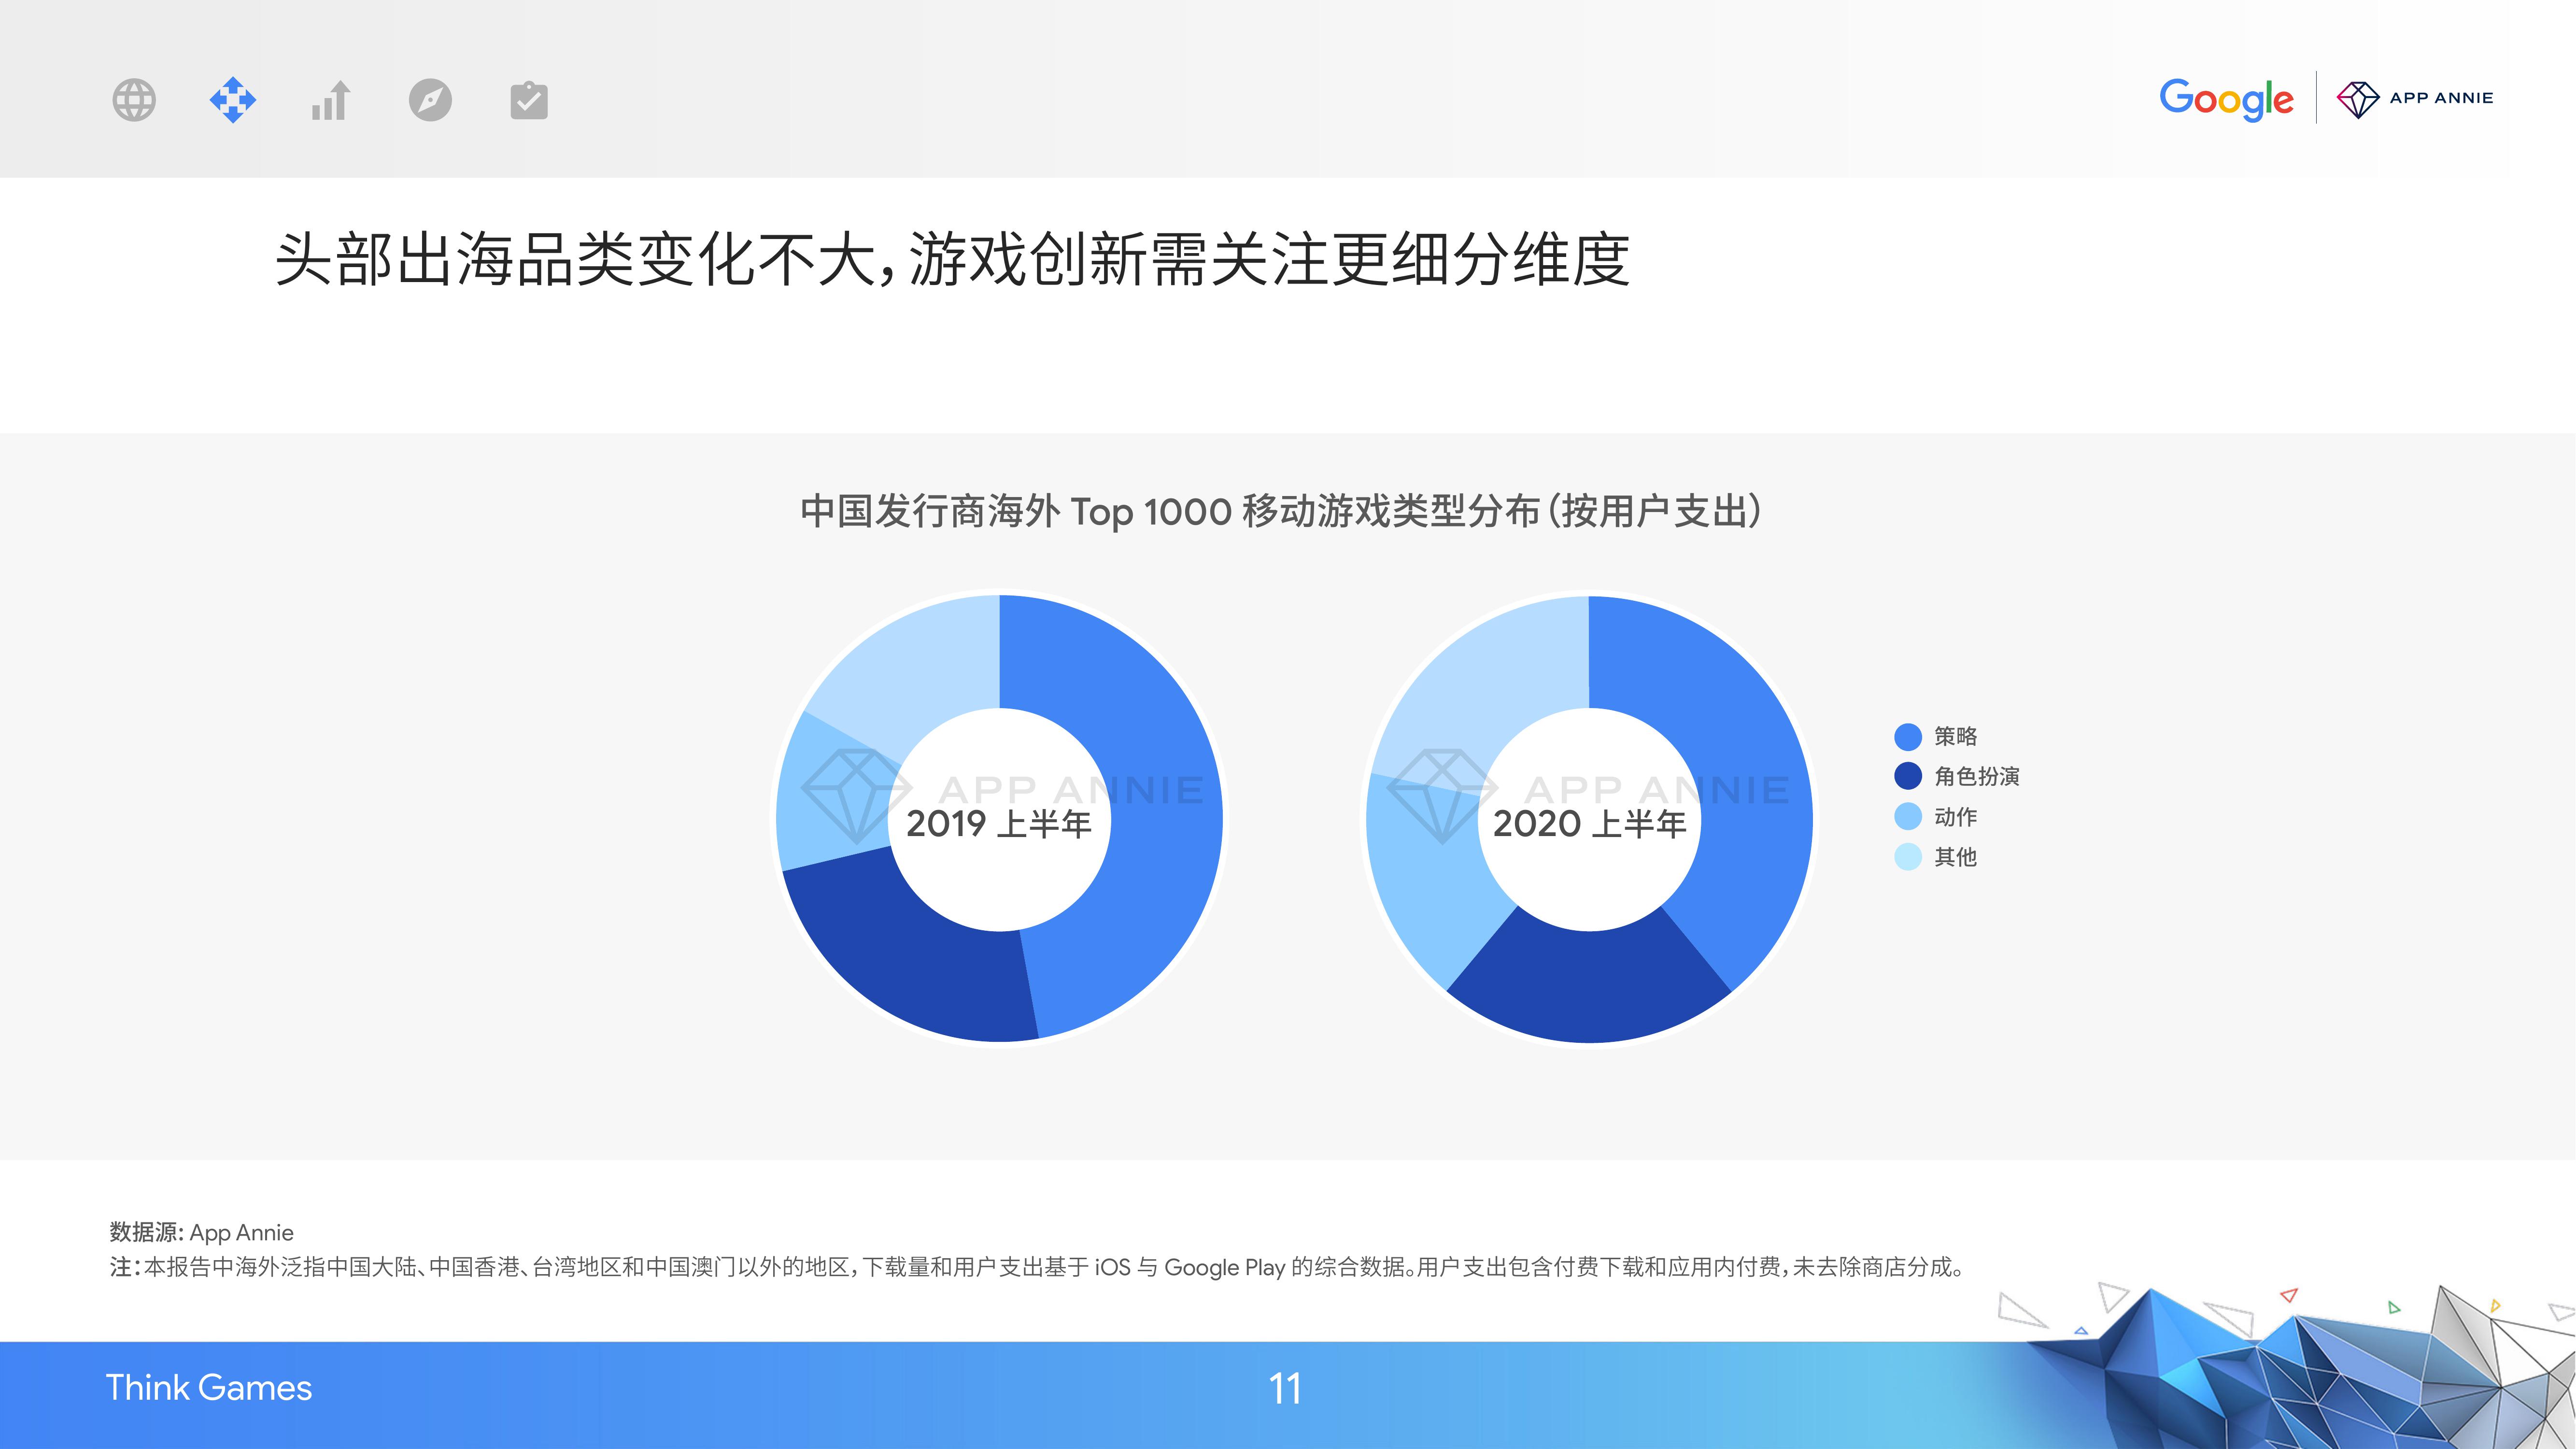 Google
APP ANNIE
头部出海品类变化不大，游戏创新需关注更细分维度
中国发行商海外 Top 1000 移动游戏类型分布（按用户支出）
APP ANNIE
2019 上半年
APP ANNIE
2020 上半年
策略
角色扮演
动作
其他
数据源: App Annie
注：本报告中海外泛指中国大陆、中国香港、台湾地区和中国澳门以外的地区，下载量和用户支出基于 iOS 与 Google Play 的综合数据。用户支出包含付费下载和应用内付费，未去除商店分成。
Think Games
11